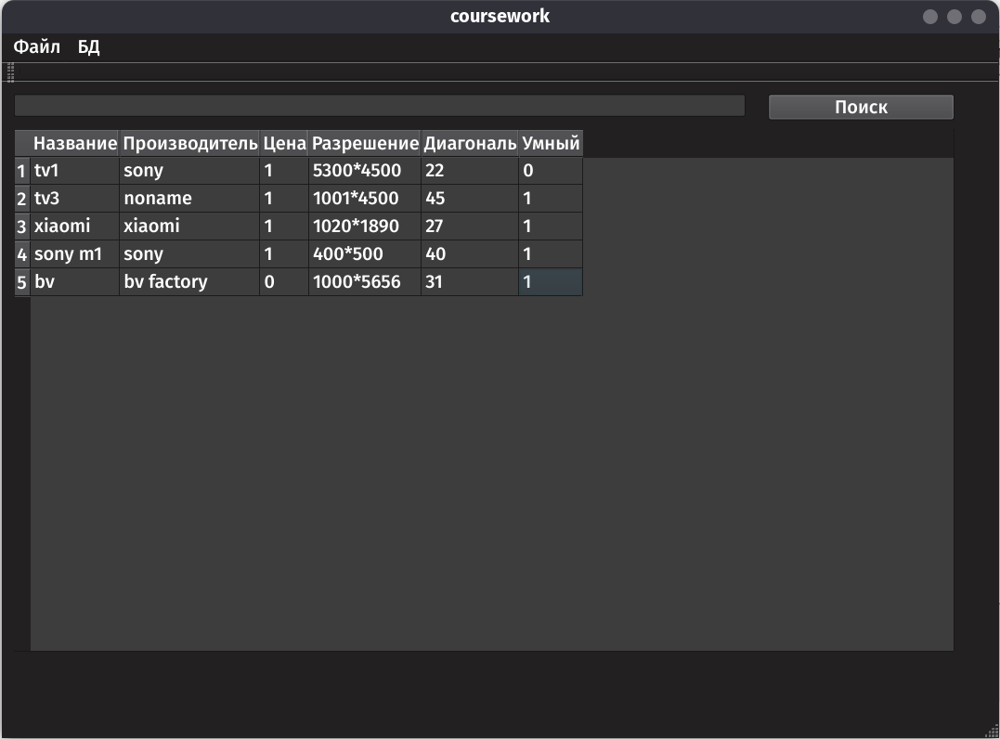 coursework
Файл БД
Поиск
Название Производитель Цена Разрешение Диагональ Умный
1 tv1 sony 1 5300*4500 22 0
2 tv3 noname 1 1001*4500 45 1
3 xiaomi xiaomi 1 1020*1890 27 1
4 sony m1 sony 1 400*500 40 1
5 bv bv factory 0 1000*5656 31 1